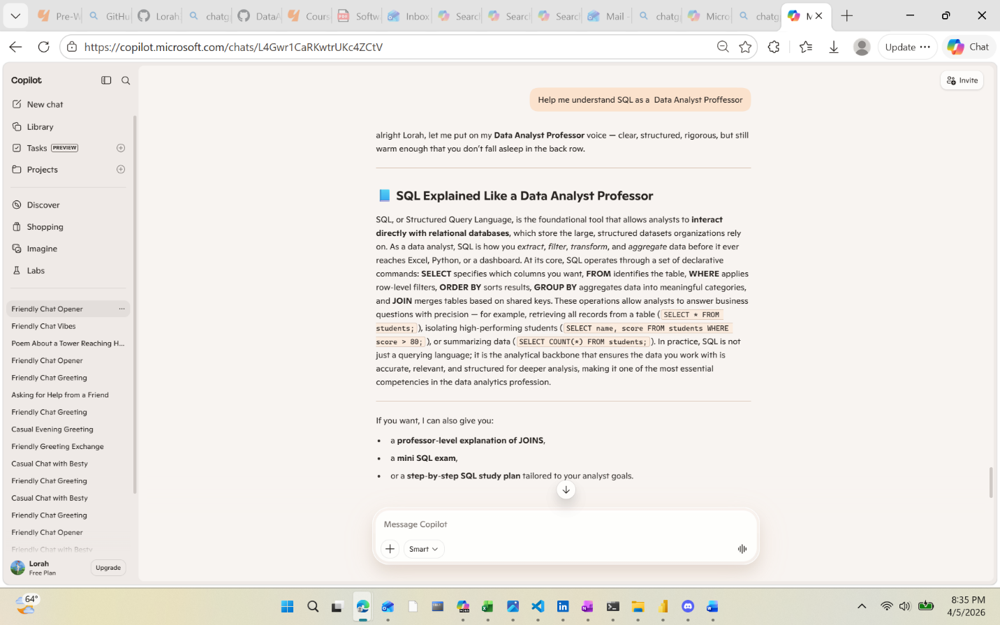 Pre-W
GitHu
Lorah
chatg
DataA
Cours
Softw
Inbox
Searc
Searc
Searc
Mail -
chatg
Micro
chatg
M
https://copilot.microsoft.com/chats/L4Gwr1CaRKwtrUKc4ZCtV
Update
Chat
Copilot
Invite
New chat
Library
Tasks PREVIEW
Projects
Discover
Shopping
Imagine
Labs
Friendly Chat Opener
Friendly Chat Vibes
Poem About a Tower Reaching H...
Friendly Chat Opener
Friendly Chat Greeting
Asking for Help from a Friend
Friendly Chat Greeting
Casual Evening Greeting
Friendly Greeting Exchange
Casual Chat with Besty
Friendly Chat Greeting
Casual Chat with Besty
Friendly Chat Greeting
Friendly Chat Opener
Friendly Chat with Besty
Lorah
Free Plan
Upgrade
Help me understand SQL as a  Data Analyst Proffessor
alright Lorah, let me put on my Data Analyst Professor voice — clear, structured, rigorous, but still
warm enough that you don't fall asleep in the back row.
SQL Explained Like a Data Analyst Professor
SQL, or Structured Query Language, is the foundational tool that allows analysts to interact
directly with relational databases, which store the large, structured datasets organizations rely
on. As a data analyst, SQL is how you extract, filter, transform, and aggregate data before it ever
reaches Excel, Python, or a dashboard. At its core, SQL operates through a set of declarative
commands: SELECT specifies which columns you want, FROM identifies the table, WHERE applies
row-level filters, ORDER BY sorts results, GROUP BY aggregates data into meaningful categories,
and JOIN merges tables based on shared keys. These operations allow analysts to answer business
questions with precision — for example, retrieving all records from a table ( SELECT * FROM
students; ), isolating high-performing students ( SELECT name, score FROM students WHERE
score > 80; ), or summarizing data ( SELECT COUNT(*) FROM students; ). In practice, SQL is not
just a querying language; it is the analytical backbone that ensures the data you work with is
accurate, relevant, and structured for deeper analysis, making it one of the most essential
competencies in the data analytics profession.
If you want, I can also give you:
• a professor-level explanation of JOINS,
• a mini SQL exam,
• or a step-by-step SQL study plan tailored to your analyst goals.
Message Copilot
Smart
64°
8:35 PM
4/5/2026